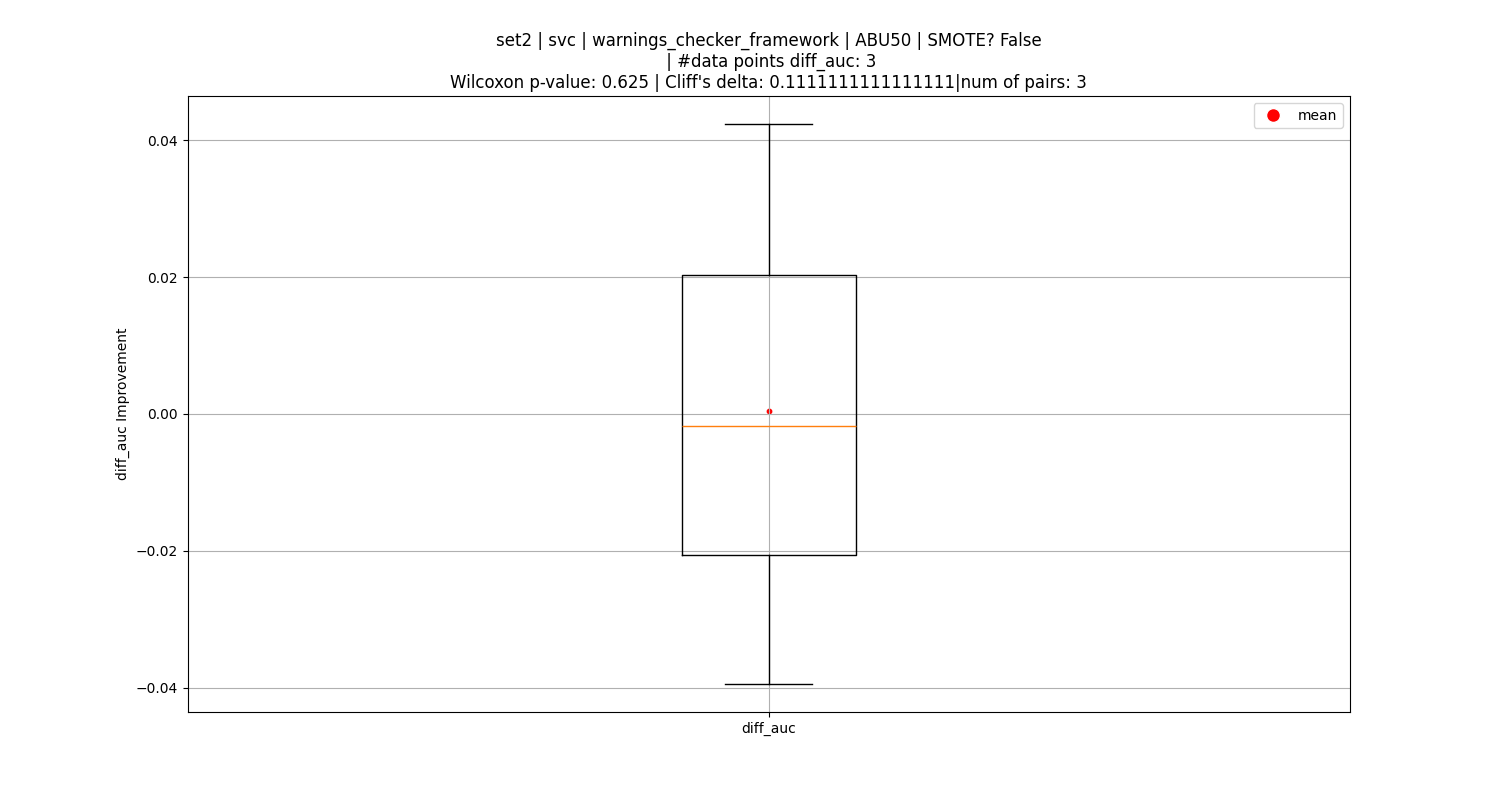 set2 | svc | warnings_checker_framework | ABU50 | SMOTE? False
| #data points diff_auc: 3
Wilcoxon p-value: 0.625 | Cliff's delta: 0.1111111111111111|num of pairs: 3
mean
0.04
0.02
0.00
−0.02
−0.04
diff_auc Improvement
diff_auc